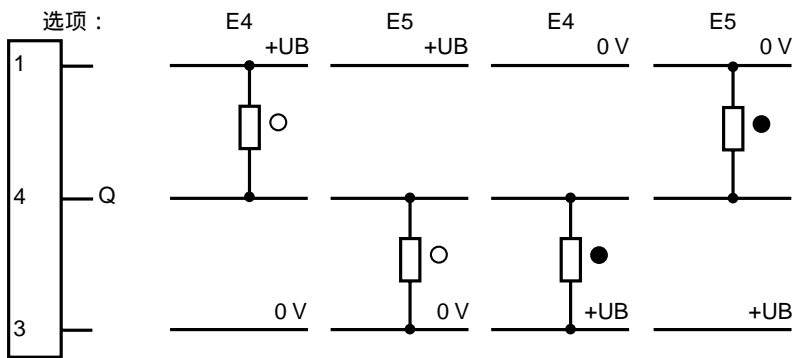 选项： E4 E5 E4 E5
+UB +UB 0 V 0 V
1
4 Q
3 0 V 0 V +UB +UB